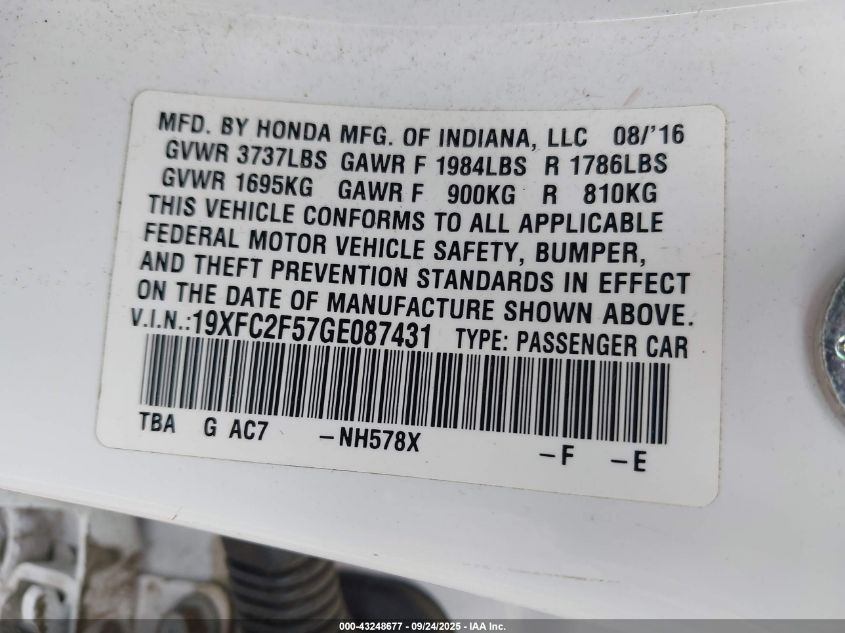 MFD. BY HONDA MFG. OF INDIANA, LLC 08/'16
GVWR 3737LBS GAWR F 1984LBS R 1786LBS
GVWR 1695KG GAWR F 900KG R 810KG
THIS VEHICLE CONFORMS TO ALL APPLICABLE
FEDERAL MOTOR VEHICLE SAFETY, BUMPER,
AND THEFT PREVENTION STANDARDS IN EFFECT
ON THE DATE OF MANUFACTURE SHOWN ABOVE.
V.I.N.:19XFC2F57GE087431 TYPE: PASSENGER CAR
TBA G AC7 -NH578X -F -E
000-43248677 - 09/24/2025 - IAA Inc.